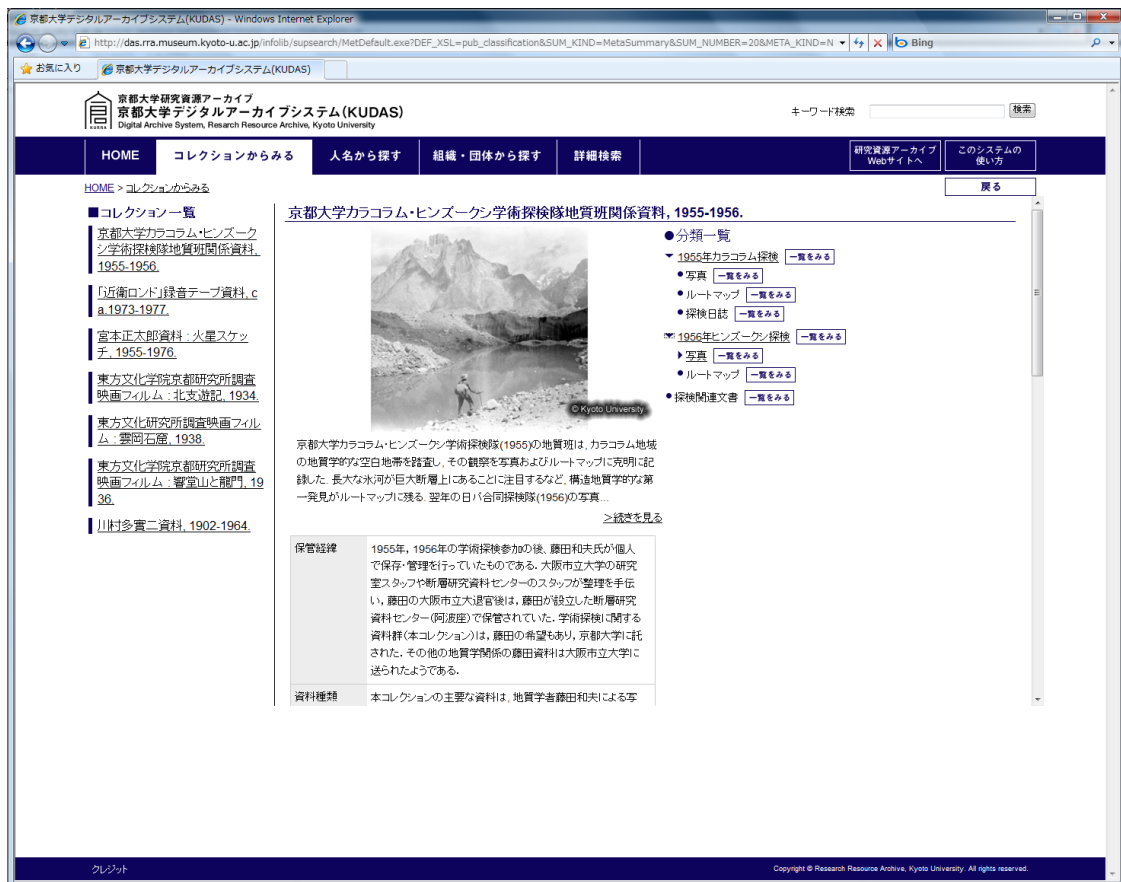 京都大学デジタルアーカイブシステム(KUDAS) - Windows Internet Explorer
http://das.rra.museum.kyoto-u.ac.jp/infolib/supsearch/MetDefault.exe?DEF_XSL=pub_classification&SUM_KIND=MetaSummary&SUM_NUMBER=20&META_KIND=N
Bing
お気に入り
京都大学デジタルアーカイブシステム(KUDAS)
京都大学研究資源アーカイブ
京都大学デジタルアーカイブシステム(KUDAS)
Digital Archive System, Resarch Resource Archive, Kyoto University
KURRA
キーワード検索
検索
HOME
コレクションからみる
人名から探す
組織・団体から探す
詳細検索
研究資源アーカイブ
Webサイトへ
このシステムの
使い方
HOME > コレクションからみる
戻る
■コレクション一覧
京都大学カラコラム・ヒンズーク
シ学術探検隊地質班関係資料,
1955-1956.
「近衛ロンド」録音テープ資料, c
a.1973-1977.
宮本正太郎資料 : 火星スケッ
チ, 1955-1976.
東方文化学院京都研究所調査
映画フィルム : 北支遊記, 1934.
東方文化研究所調査映画フィル
ム : 雲岡石窟, 1938.
東方文化学院京都研究所調査
映画フィルム : 響堂山と龍門, 19
36.
川村多實二資料, 1902-1964.
京都大学カラコラム・ヒンズークシ学術探検隊地質班関係資料, 1955-1956.
© Kyoto University.
京都大学カラコラム・ヒンズークシ学術探検隊(1955)の地質班は, カラコラム地域
の地質学的な空白地帯を踏査し, その観察を写真およびルートマップに克明に記
録した. 長大な氷河が巨大断層上にあることに注目するなど, 構造地質学的な第
一発見がルートマップに残る. 翌年の日パ合同探検隊(1956)の写真...
>続きを見る
●分類一覧
1955年カラコラム探検 一覧をみる
写真 一覧をみる
ルートマップ 一覧をみる
探検日誌 一覧をみる
1956年ヒンズークシ探検 一覧をみる
写真 一覧をみる
ルートマップ 一覧をみる
探検関連文書 一覧をみる
保管経緯
1955年, 1956年の学術探検参加の後、藤田和夫氏が個人
で保存・管理を行っていたものである. 大阪市立大学の研究
室スタッフや断層研究資料センターのスタッフが整理を手伝
い, 藤田の大阪市立大退官後は, 藤田が設立した断層研究
資料センター(阿波座)で保管されていた. 学術探検に関する
資料群(本コレクション)は, 藤田の希望もあり, 京都大学に託
された. その他の地質学関係の藤田資料は大阪市立大学に
送られたようである.
資料種類
本コレクションの主要な資料は, 地質学者藤田和夫による写
クレジット
Copyright © Research Resource Archive, Kyoto University. All rights reserved.